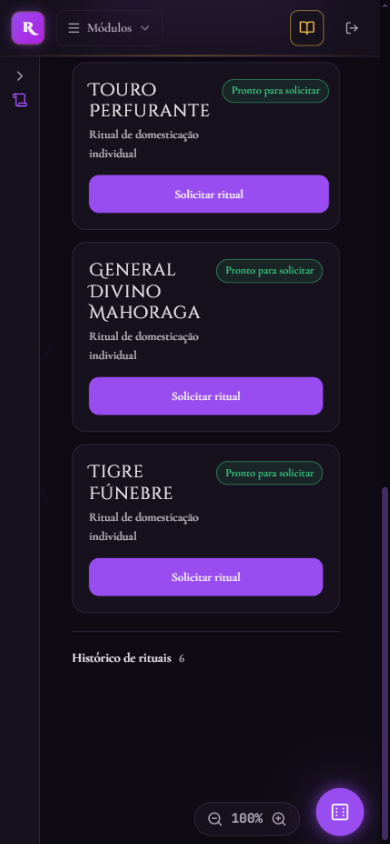 R
Módulos
Touro
Perfurante
Pronto para solicitar
Ritual de domesticação
individual
Solicitar ritual
General
Divino
Mahoraga
Pronto para solicitar
Ritual de domesticação
individual
Solicitar ritual
Tigre
Fúnebre
Pronto para solicitar
Ritual de domesticação
individual
Solicitar ritual
Histórico de rituais 6
100%